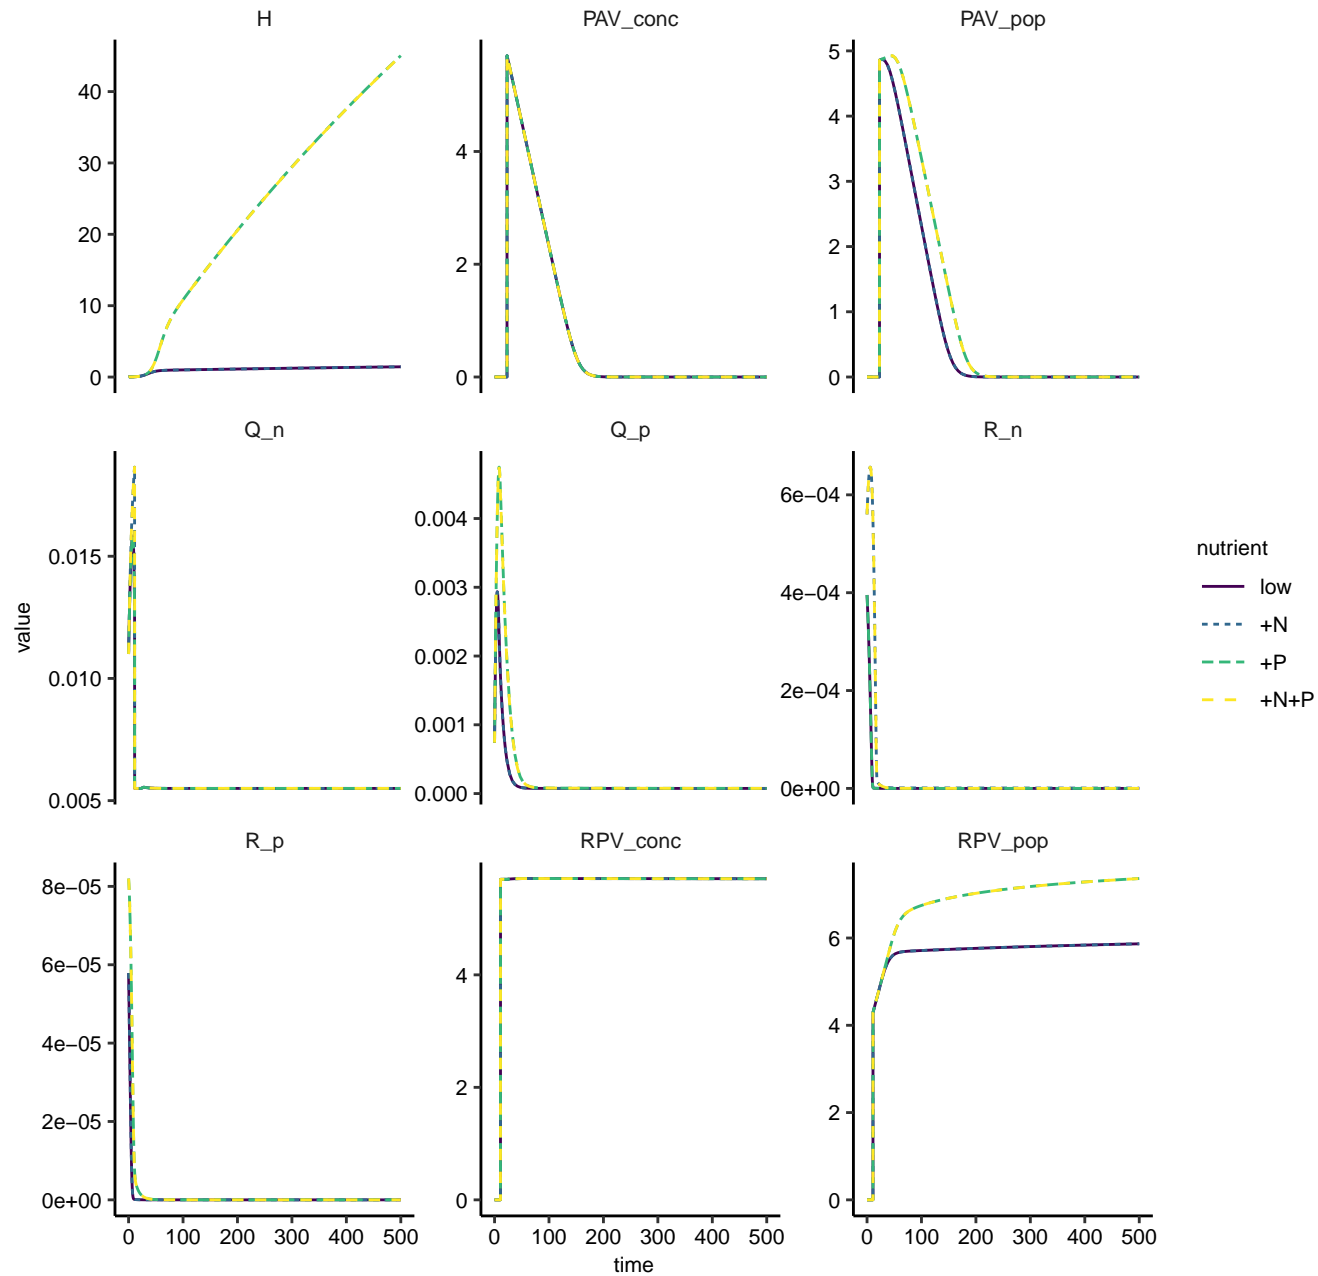 H
PAV_conc
PAV_pop
40
30
20
10
0
4
2
0
5
4
3
2
1
0
Q_n
Q_p
R_n
0.015
0.010
0.005
0.004
0.003
0.002
0.001
0.000
6e−04
4e−04
2e−04
0e+00
R_p
RPV_conc
RPV_pop
8e−05
6e−05
4e−05
2e−05
0e+00
4
2
0
6
4
2
0
0 100 200 300 400 500
0 100 200 300 400 500
0 100 200 300 400 500
time
value
nutrient
low
+N
+P
+N+P